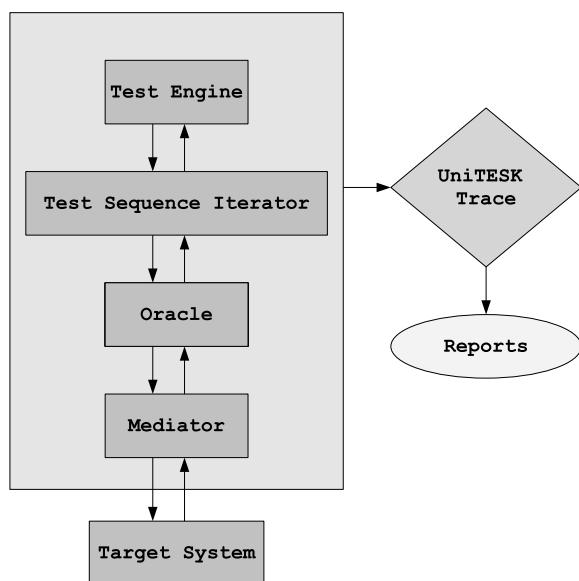 Test Engine
Test Sequence Iterator
Oracle
Mediator
Target System
UniTESK
Trace
Reports